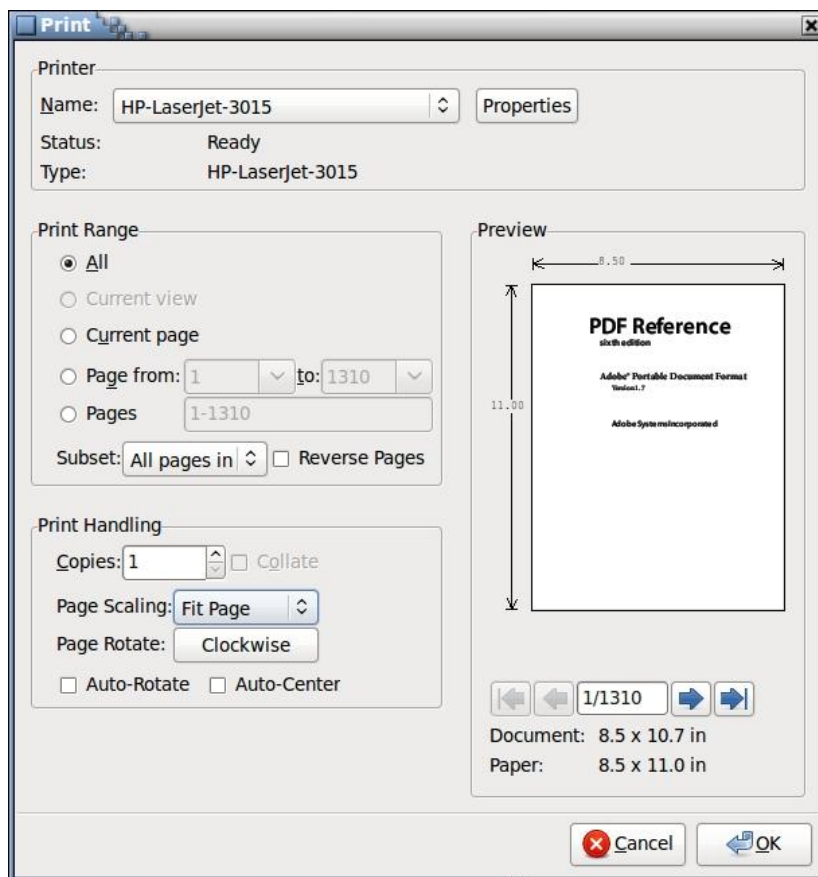 Print
Printer
Name: HP-LaserJet-3015 Properties
Status: Ready
Type: HP-LaserJet-3015
Print Range
All
Current view
Current page
Page from: 1 to: 1310
Pages 1-1310
Subset: All pages in Reverse Pages
Print Handling
Copies: 1 Collate
Page Scaling: Fit Page
Page Rotate: Clockwise
Auto-Rotate Auto-Center
Preview
8.50
11.00
PDF Reference
sixth edition
Adobe® Portable Document Format
Version 1.7
Adobe Systems Incorporated
1/1310
Document: 8.5 x 10.7 in
Paper: 8.5 x 11.0 in
Cancel OK